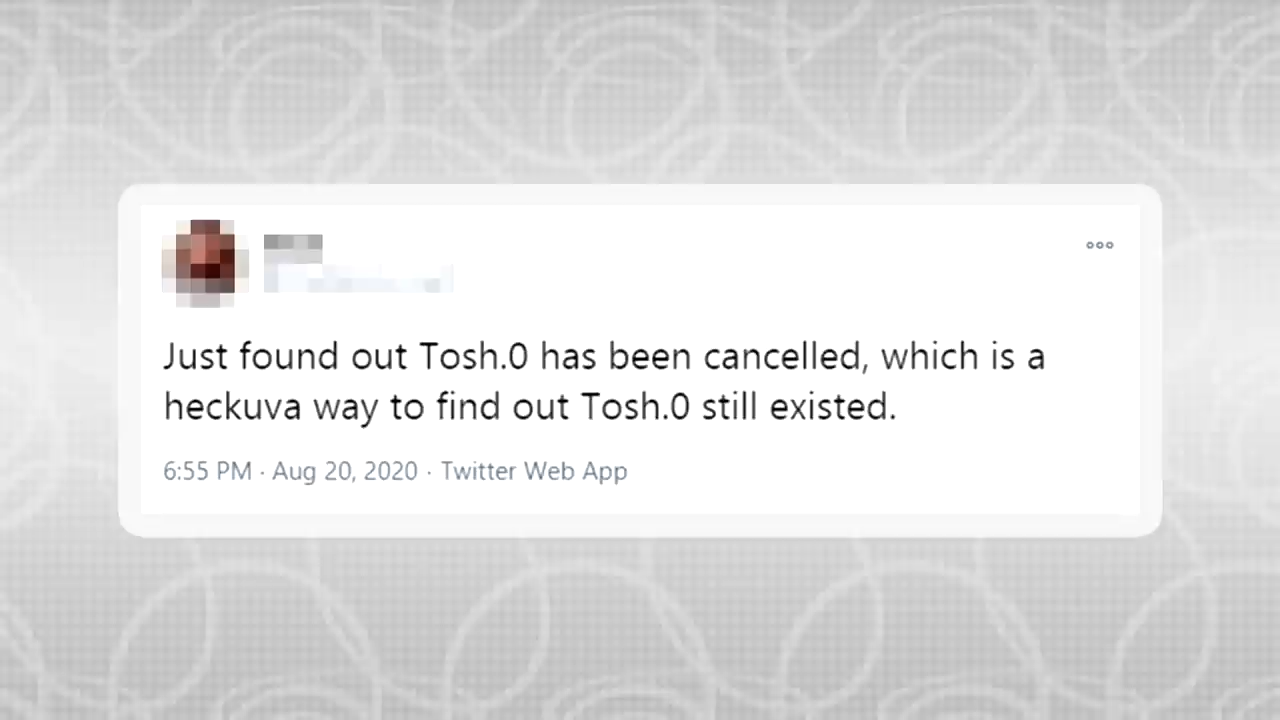 Just found out Tosh.0 has been cancelled, which is a
heckuva way to find out Tosh.0 still existed.
6:55 PM · Aug 20, 2020 · Twitter Web App